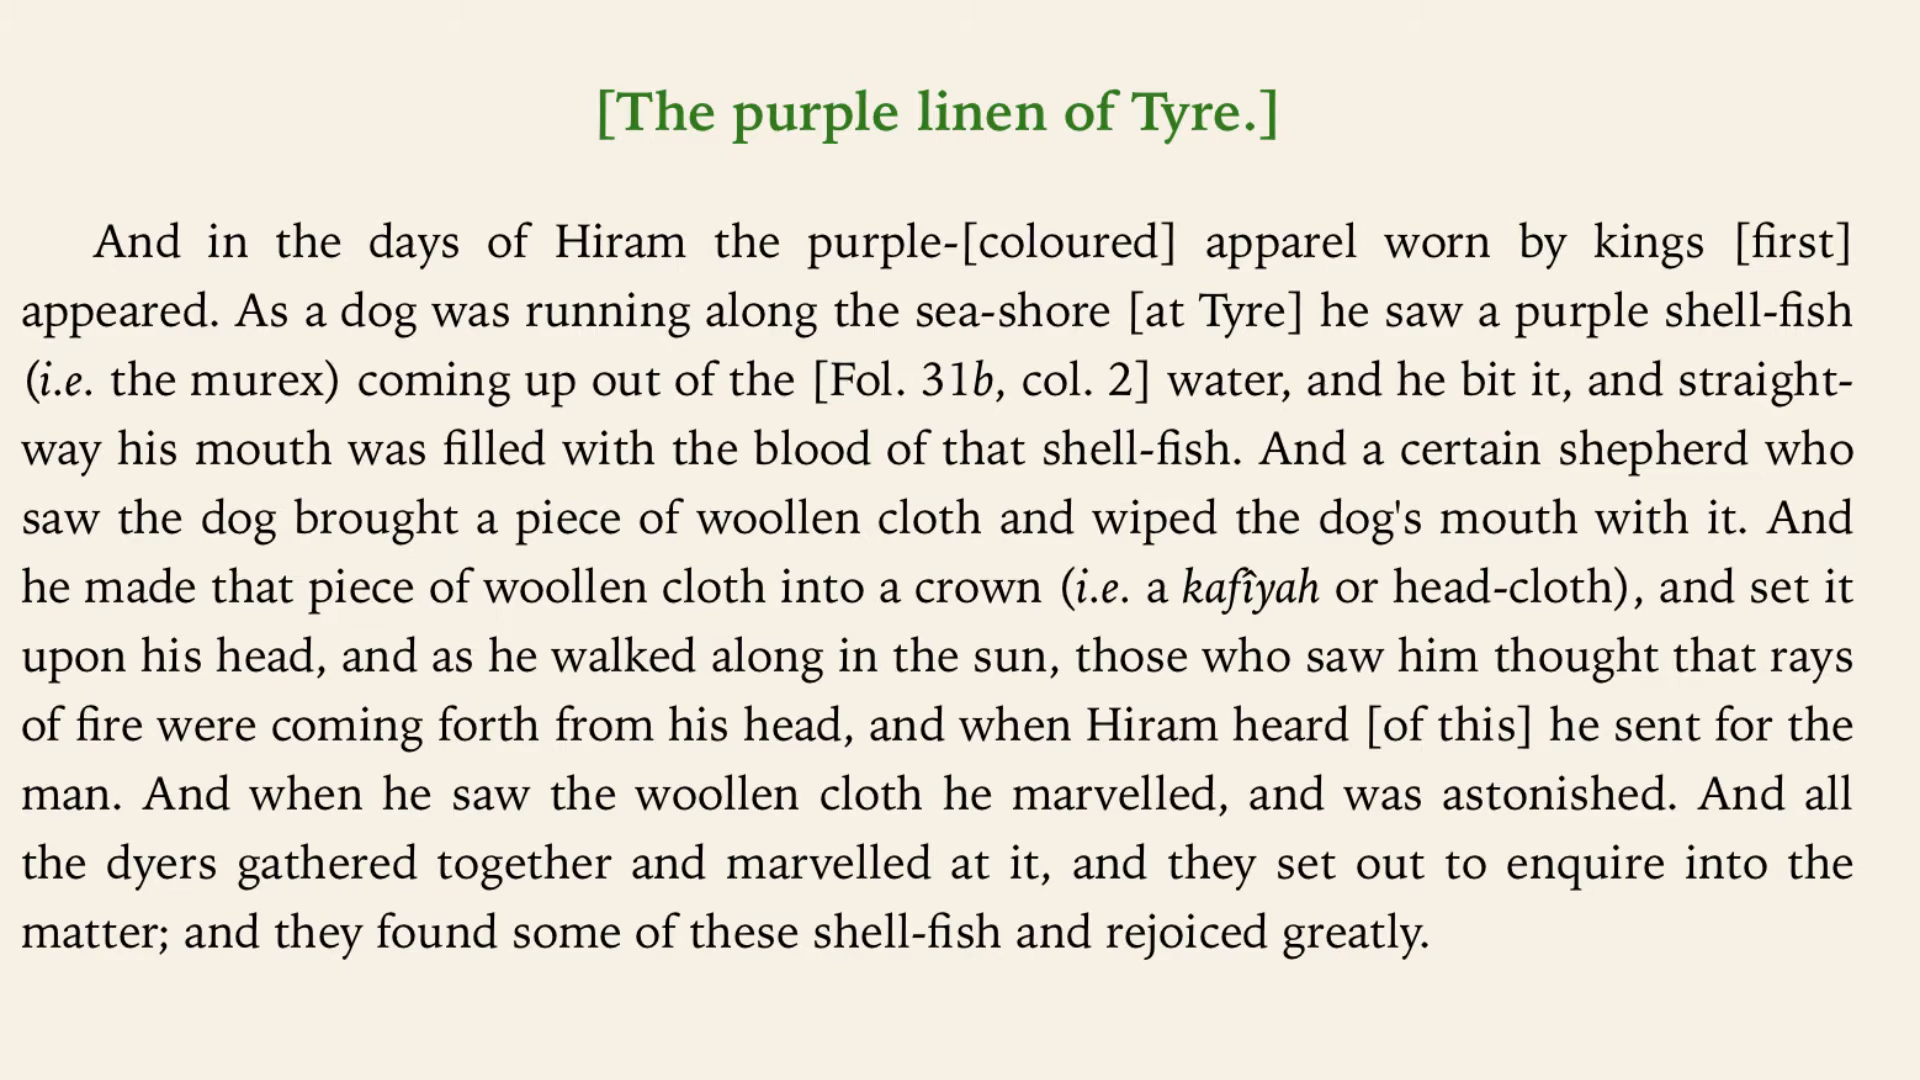 [The purple linen of Tyre.]
And in the days of Hiram the purple-[coloured] apparel worn by kings [first]
appeared. As a dog was running along the sea-shore [at Tyre] he saw a purple shell-fish
(i.e. the murex) coming up out of the [Fol. 31b, col. 2] water, and he bit it, and straight-
way his mouth was filled with the blood of that shell-fish. And a certain shepherd who
saw the dog brought a piece of woollen cloth and wiped the dog's mouth with it. And
he made that piece of woollen cloth into a crown (i.e. a kafîyah or head-cloth), and set it
upon his head, and as he walked along in the sun, those who saw him thought that rays
of fire were coming forth from his head, and when Hiram heard [of this] he sent for the
man. And when he saw the woollen cloth he marvelled, and was astonished. And all
the dyers gathered together and marvelled at it, and they set out to enquire into the
matter; and they found some of these shell-fish and rejoiced greatly.